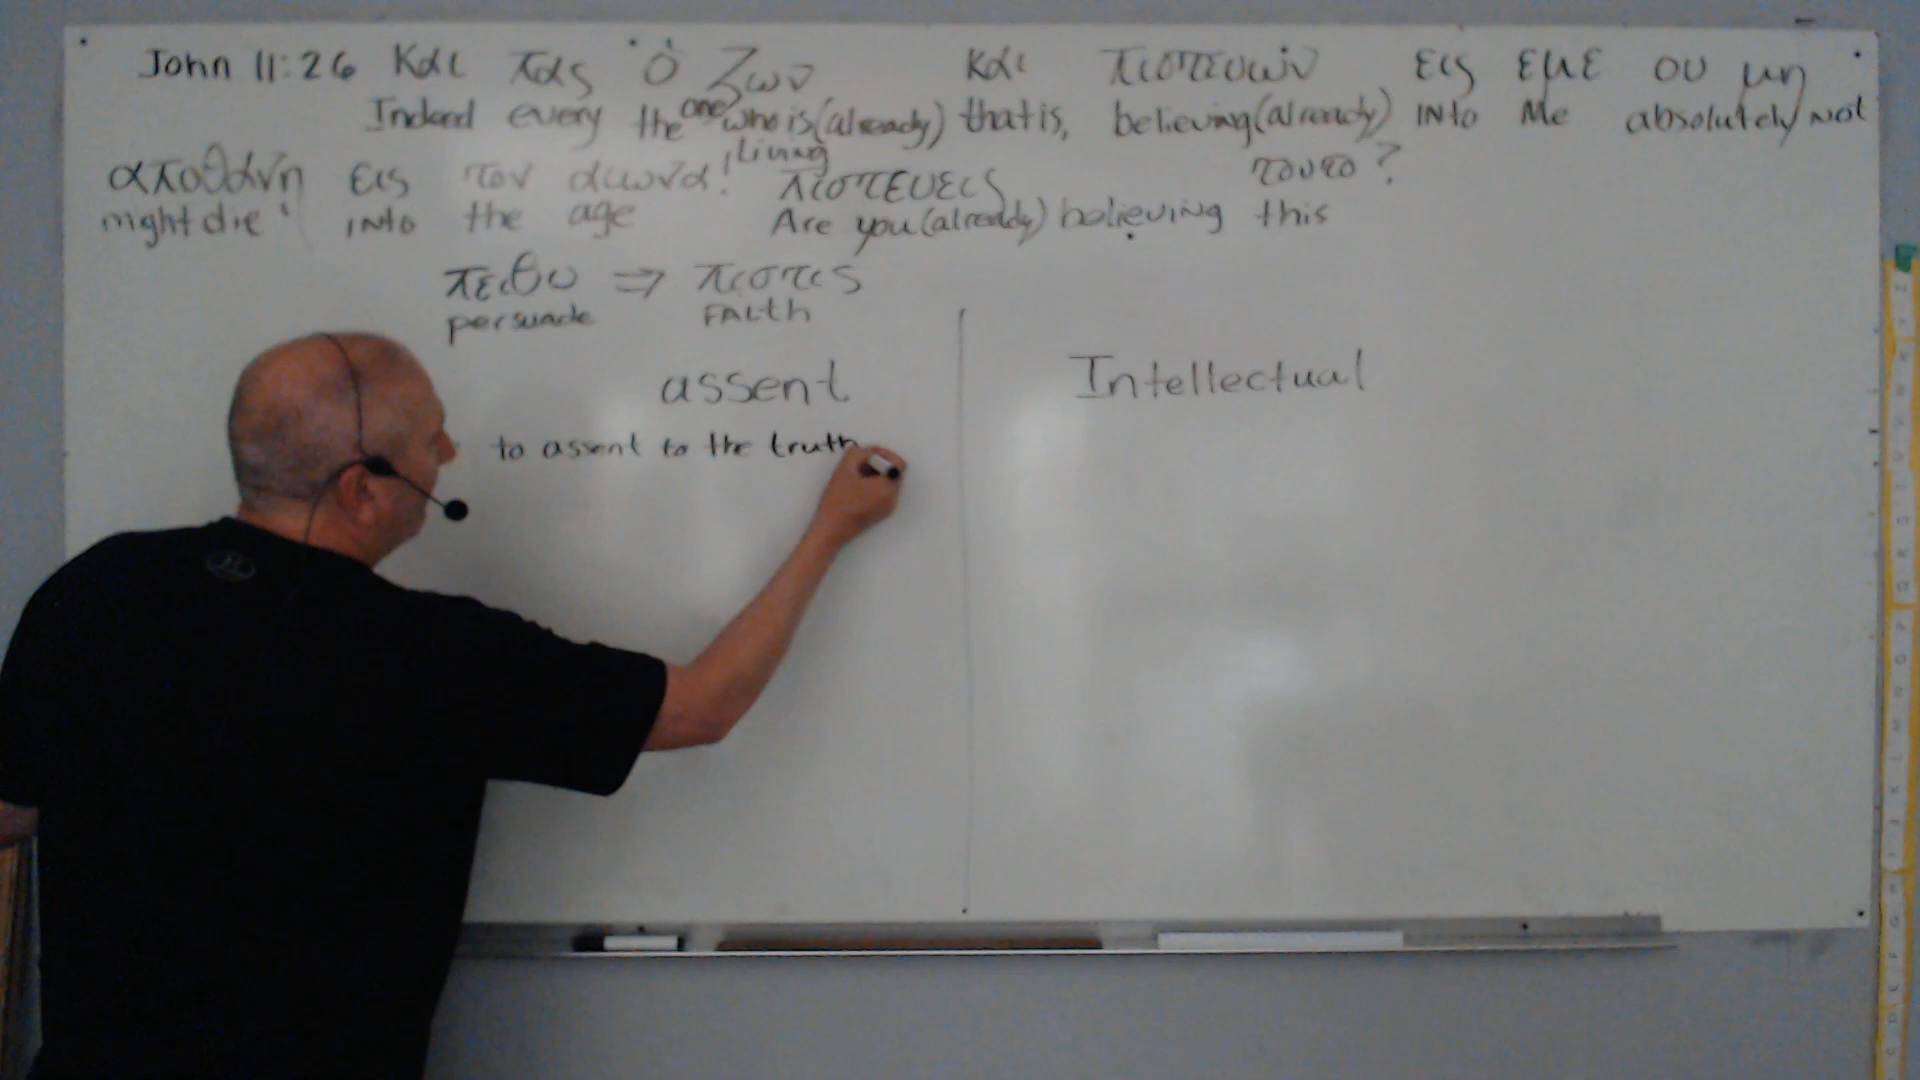 John 11:26 Και πας ὁ Ζων και πιστευων εις εμε ου μη
Indeed every the one who is (already) that is, believing (already) INto Me absolutely not
living
αποθανη εις τον αιωνα! πιστευεις τουτο?
might die INto the age Are you (already) believing this
πειθω ⇒ πιστις
persuade FAIth
assent Intellectual
to assent to the truth